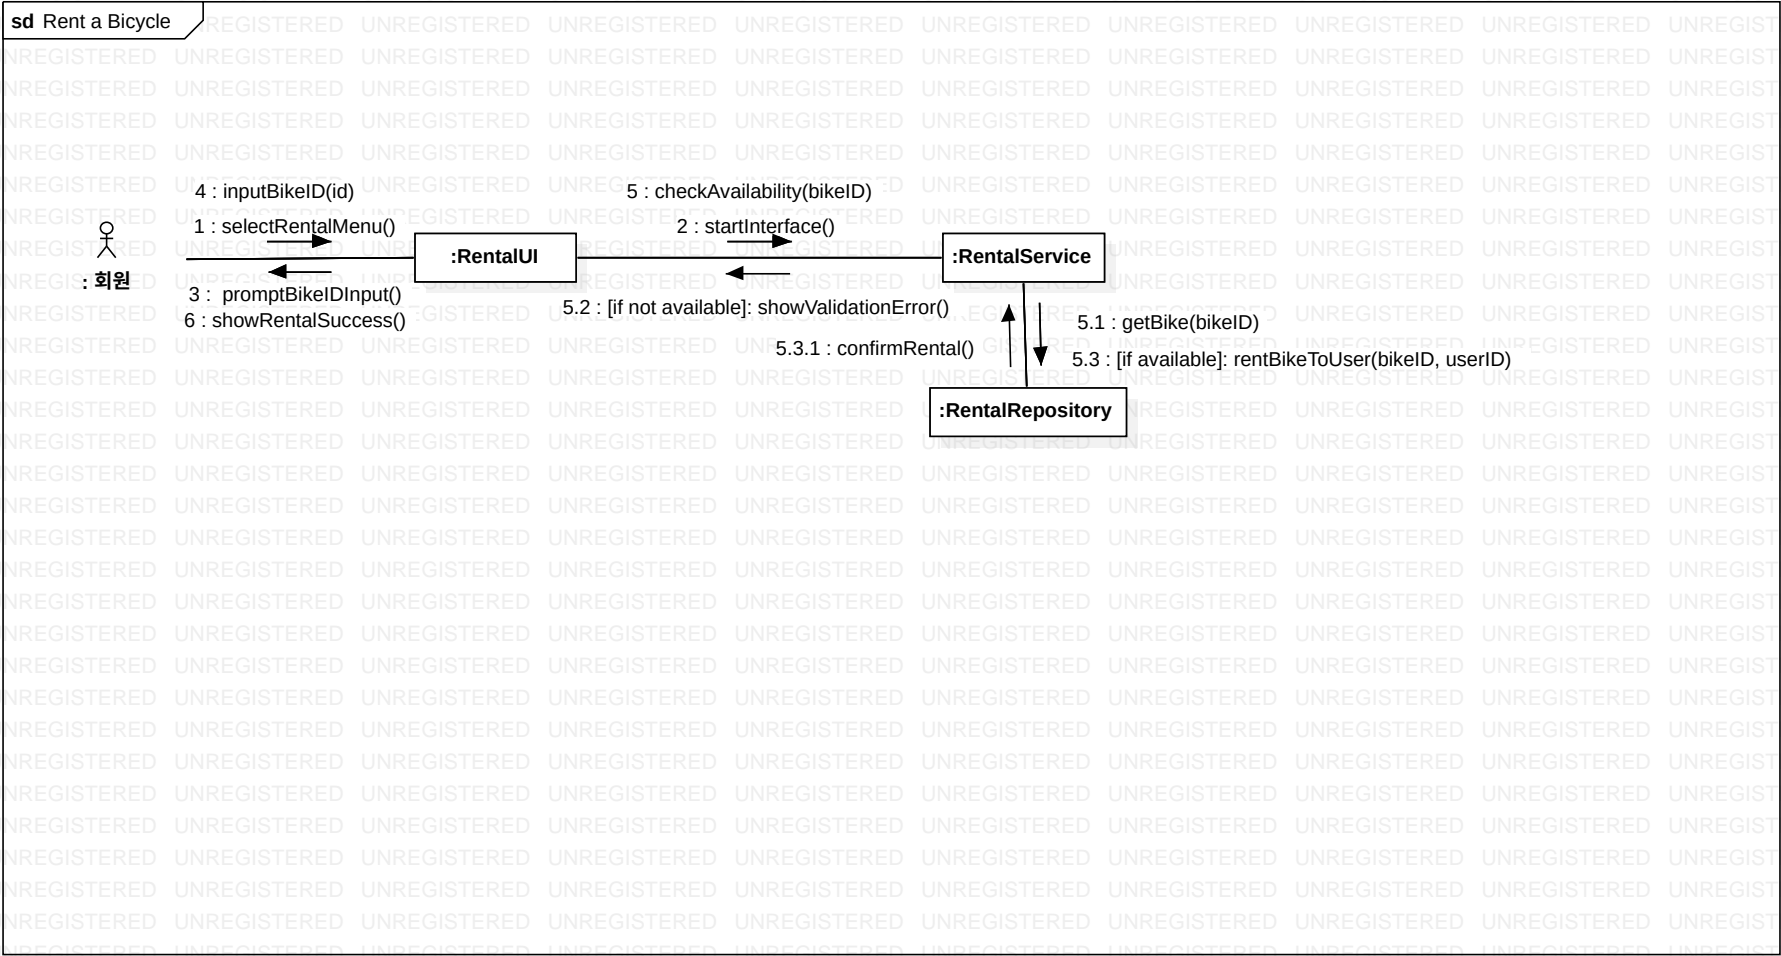 sd Rent a Bicycle
4 : inputBikeID(id)
5 : checkAvailability(bikeID)
1 : selectRentalMenu()
2 : startInterface()
:RentalUI
:RentalService
: 회원
3 :  promptBikeIDInput()
5.2 : [if not available]: showValidationError()
6 : showRentalSuccess()
5.1 : getBike(bikeID)
5.3.1 : confirmRental()
5.3 : [if available]: rentBikeToUser(bikeID, userID)
:RentalRepository
UNREGISTERED